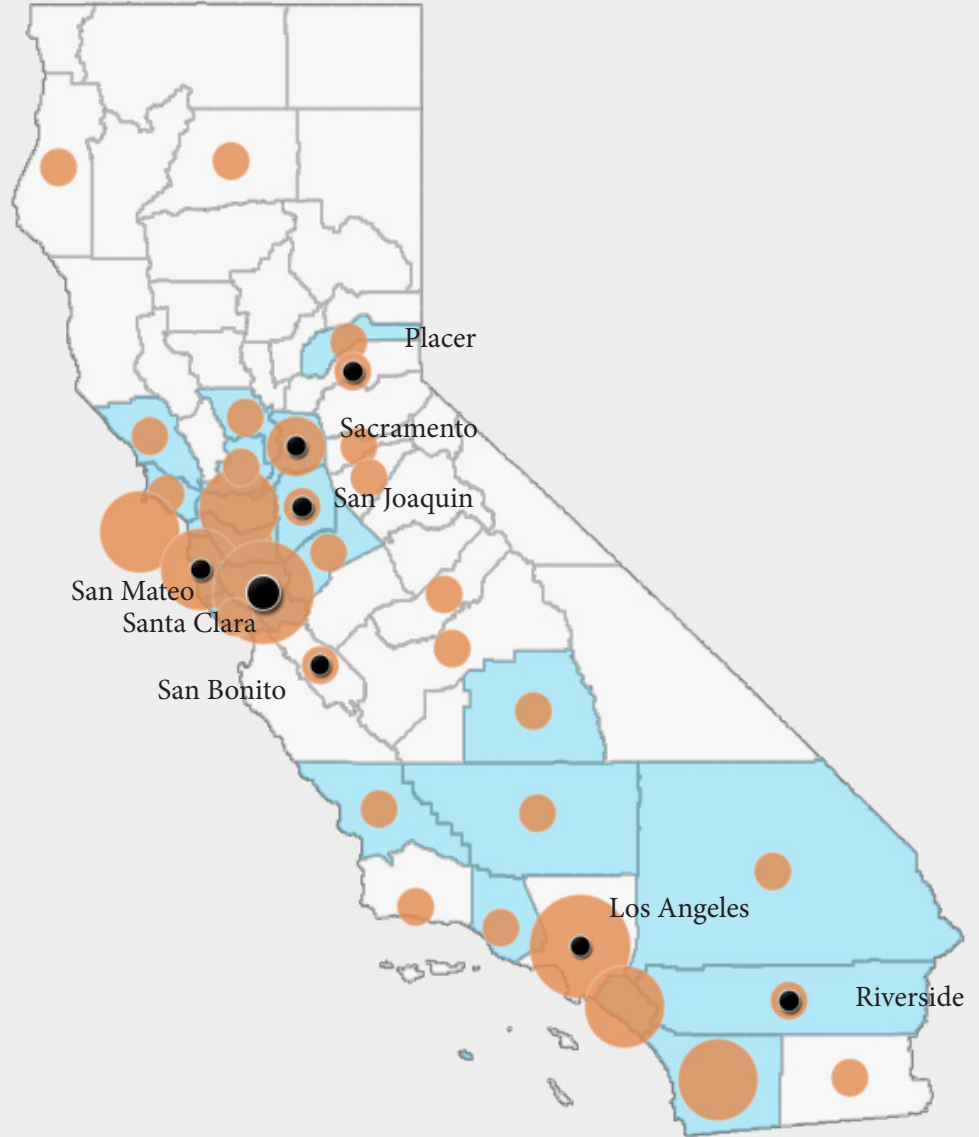 Placer
Sacramento
San Joaquin
San Mateo
Santa Clara
San Bonito
Los Angeles
Riverside